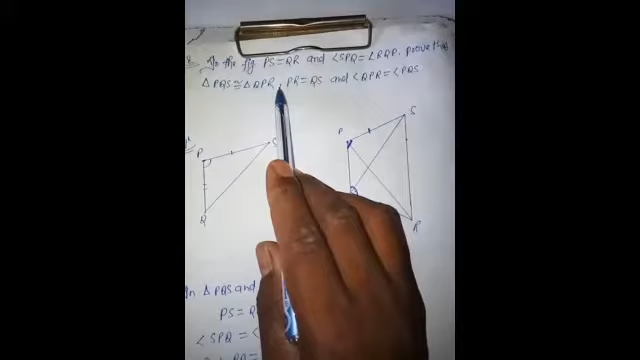 In the fig PS = QR and ∠SPQ = ∠RQP. prove that
△PQS ≅ △QPR, PR = QS and ∠QPR = ∠PQS
P
S
P
Q
S
R
In △PQS and
PS = Q
∠SPQ = ∠